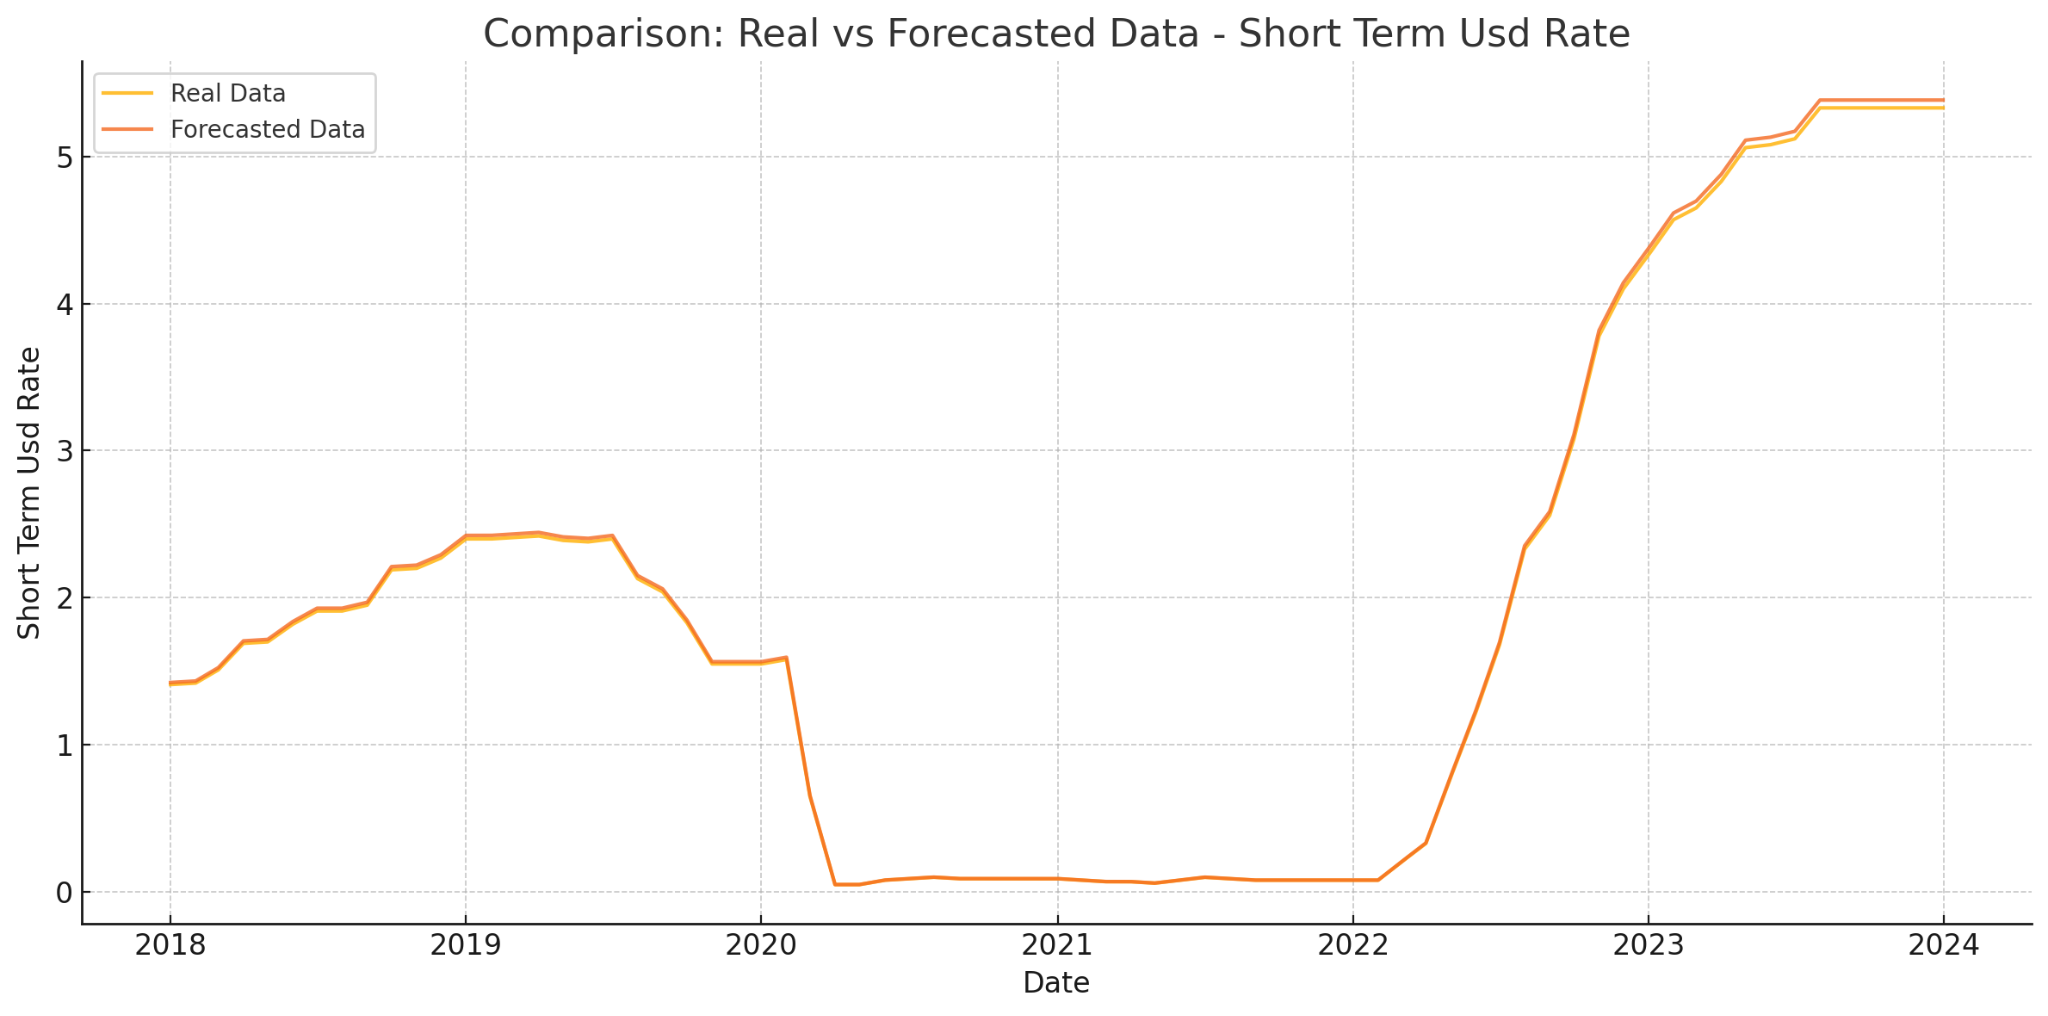 Comparison: Real vs Forecasted Data - Short Term Usd Rate
Real Data
Forecasted Data
Short Term Usd Rate
5
4
3
2
1
0
2018
2019
2020
2021
2022
2023
2024
Date